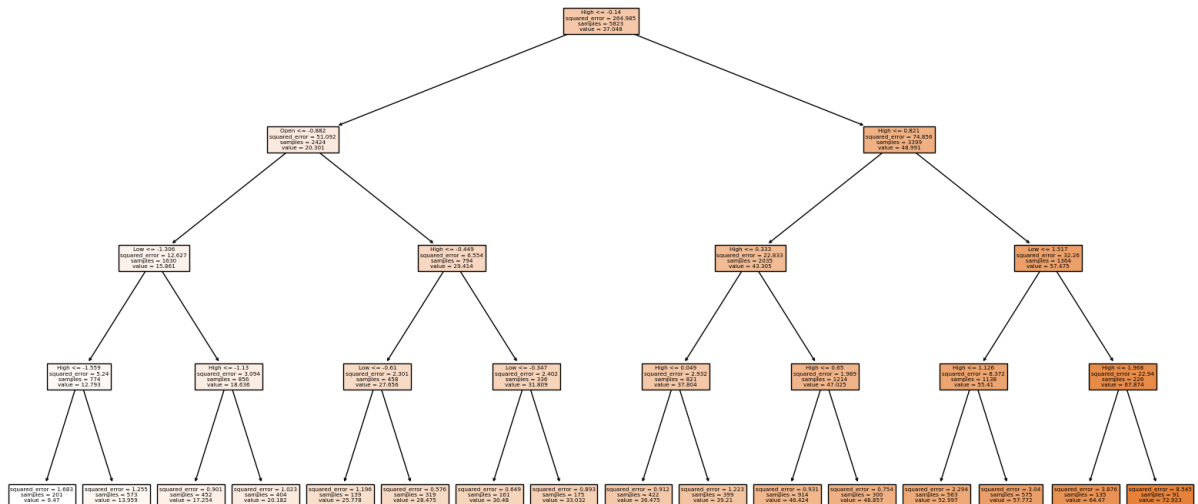 High <= -0.14
squared_error = 264.985
samples = 5823
value = 37.048
Open <= -0.882
squared_error = 51.092
samples = 2424
value = 20.301
High <= 0.821
squared_error = 74.856
samples = 3399
value = 48.991
Low <= -1.306
squared_error = 12.627
samples = 1630
value = 15.861
High <= -0.449
squared_error = 6.554
samples = 794
value = 29.414
High <= 0.333
squared_error = 22.833
samples = 2035
value = 43.305
Low <= 1.517
squared_error = 32.26
samples = 1364
value = 57.475
High <= -1.559
squared_error = 5.24
samples = 774
value = 12.793
High <= -1.13
squared_error = 3.094
samples = 856
value = 18.636
Low <= -0.61
squared_error = 2.301
samples = 458
value = 27.656
Low <= -0.347
squared_error = 2.402
samples = 336
value = 31.809
High <= 0.049
squared_error = 2.932
samples = 821
value = 37.804
High <= 0.65
squared_error = 1.989
samples = 1214
value = 47.025
High <= 1.126
squared_error = 8.372
samples = 1138
value = 55.41
High <= 1.968
squared_error = 22.94
samples = 226
value = 67.874
squared_error = 1.683
samples = 201
value = 9.47
squared_error = 1.255
samples = 573
value = 13.959
squared_error = 0.901
samples = 452
value = 17.254
squared_error = 1.023
samples = 404
value = 20.182
squared_error = 1.196
samples = 139
value = 25.778
squared_error = 0.576
samples = 319
value = 28.475
squared_error = 0.649
samples = 161
value = 30.48
squared_error = 0.893
samples = 175
value = 33.032
squared_error = 0.912
samples = 422
value = 36.475
squared_error = 1.223
samples = 399
value = 39.21
squared_error = 0.931
samples = 914
value = 46.424
squared_error = 0.754
samples = 300
value = 48.857
squared_error = 2.294
samples = 563
value = 52.997
squared_error = 3.04
samples = 575
value = 57.772
squared_error = 3.876
samples = 135
value = 64.47
squared_error = 8.545
samples = 91
value = 72.923